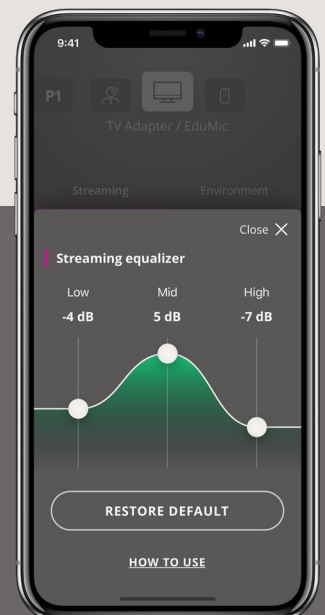 9:41
P1
TV Adapter / EduMic
Streaming Environment
Close
Streaming equalizer
Low Mid High
-4 dB 5 dB -7 dB
RESTORE DEFAULT
HOW TO USE